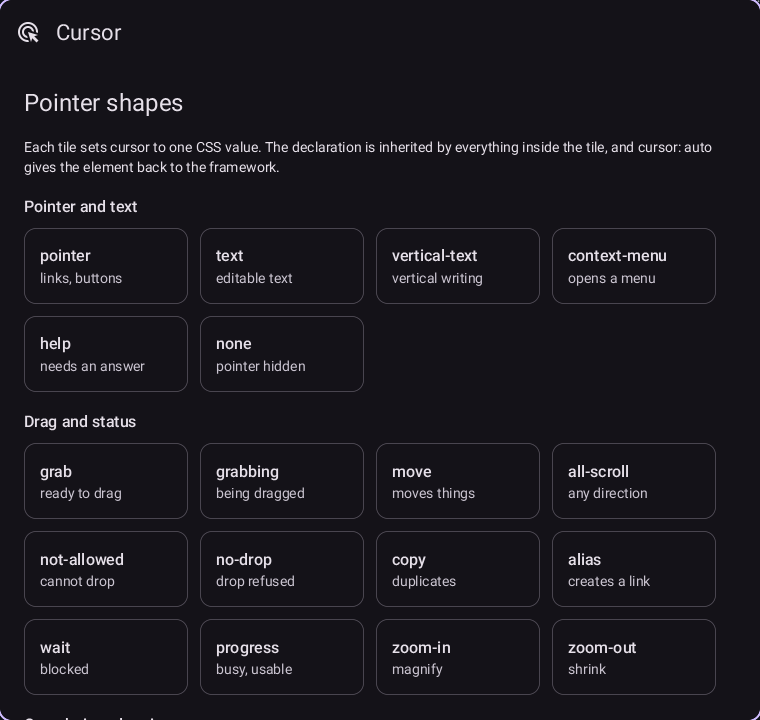 Cursor
Pointer shapes
Each tile sets cursor to one CSS value. The declaration is inherited by everything inside the tile, and cursor: auto
gives the element back to the framework.
Pointer and text
pointer
links, buttons
text
editable text
vertical-text
vertical writing
context-menu
opens a menu
help
needs an answer
none
pointer hidden
Drag and status
grab
ready to drag
grabbing
being dragged
move
moves things
all-scroll
any direction
not-allowed
cannot drop
no-drop
drop refused
copy
duplicates
alias
creates a link
wait
blocked
progress
busy, usable
zoom-in
magnify
zoom-out
shrink